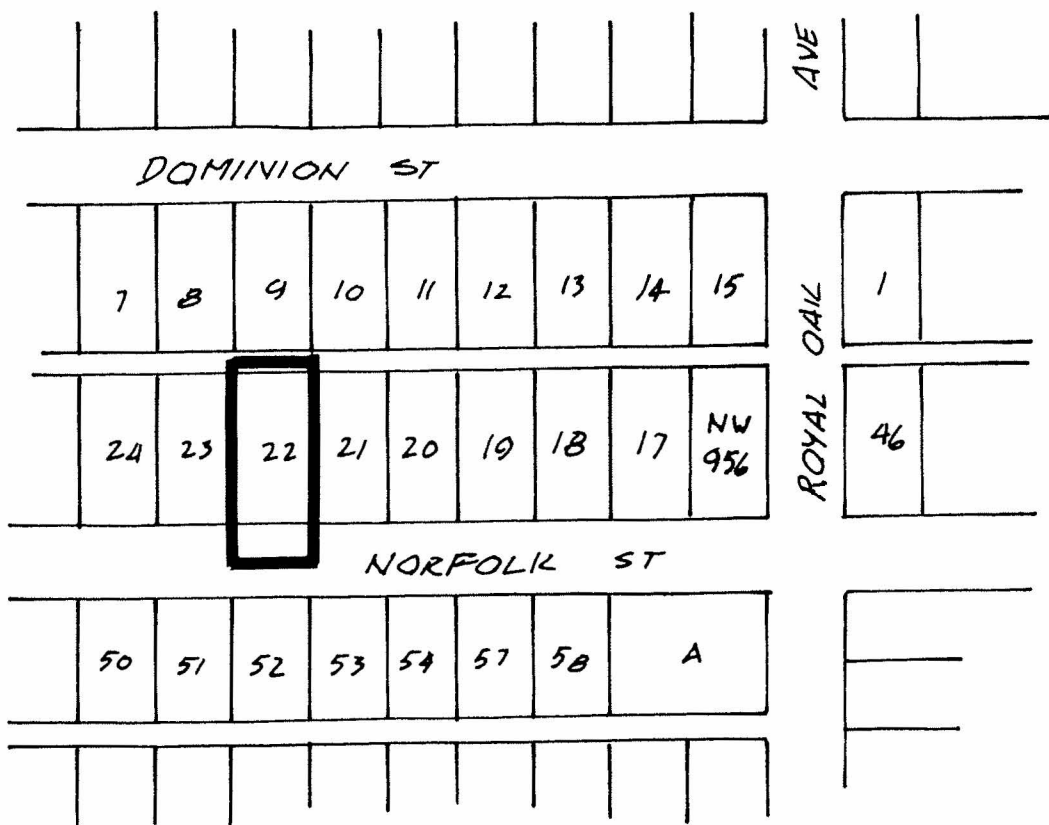 AVE
DOMINION ST
7 8 9 10 11 12 13 14 15 1
ROYAL OAK
24 23 22 21 20 19 18 17 NW 46
956
NORFOLK ST
50 51 52 53 54 57 58 A